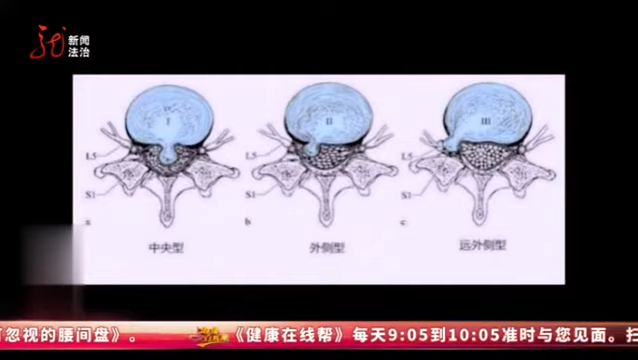 新闻
法治
I
II
III
L5
L5
L5
S1
S1
S1
a
b
c
中央型
外侧型
远外侧型
忽视的腰间盘》。
《健康在线帮》每天9:05到10:05准时与您见面。扫